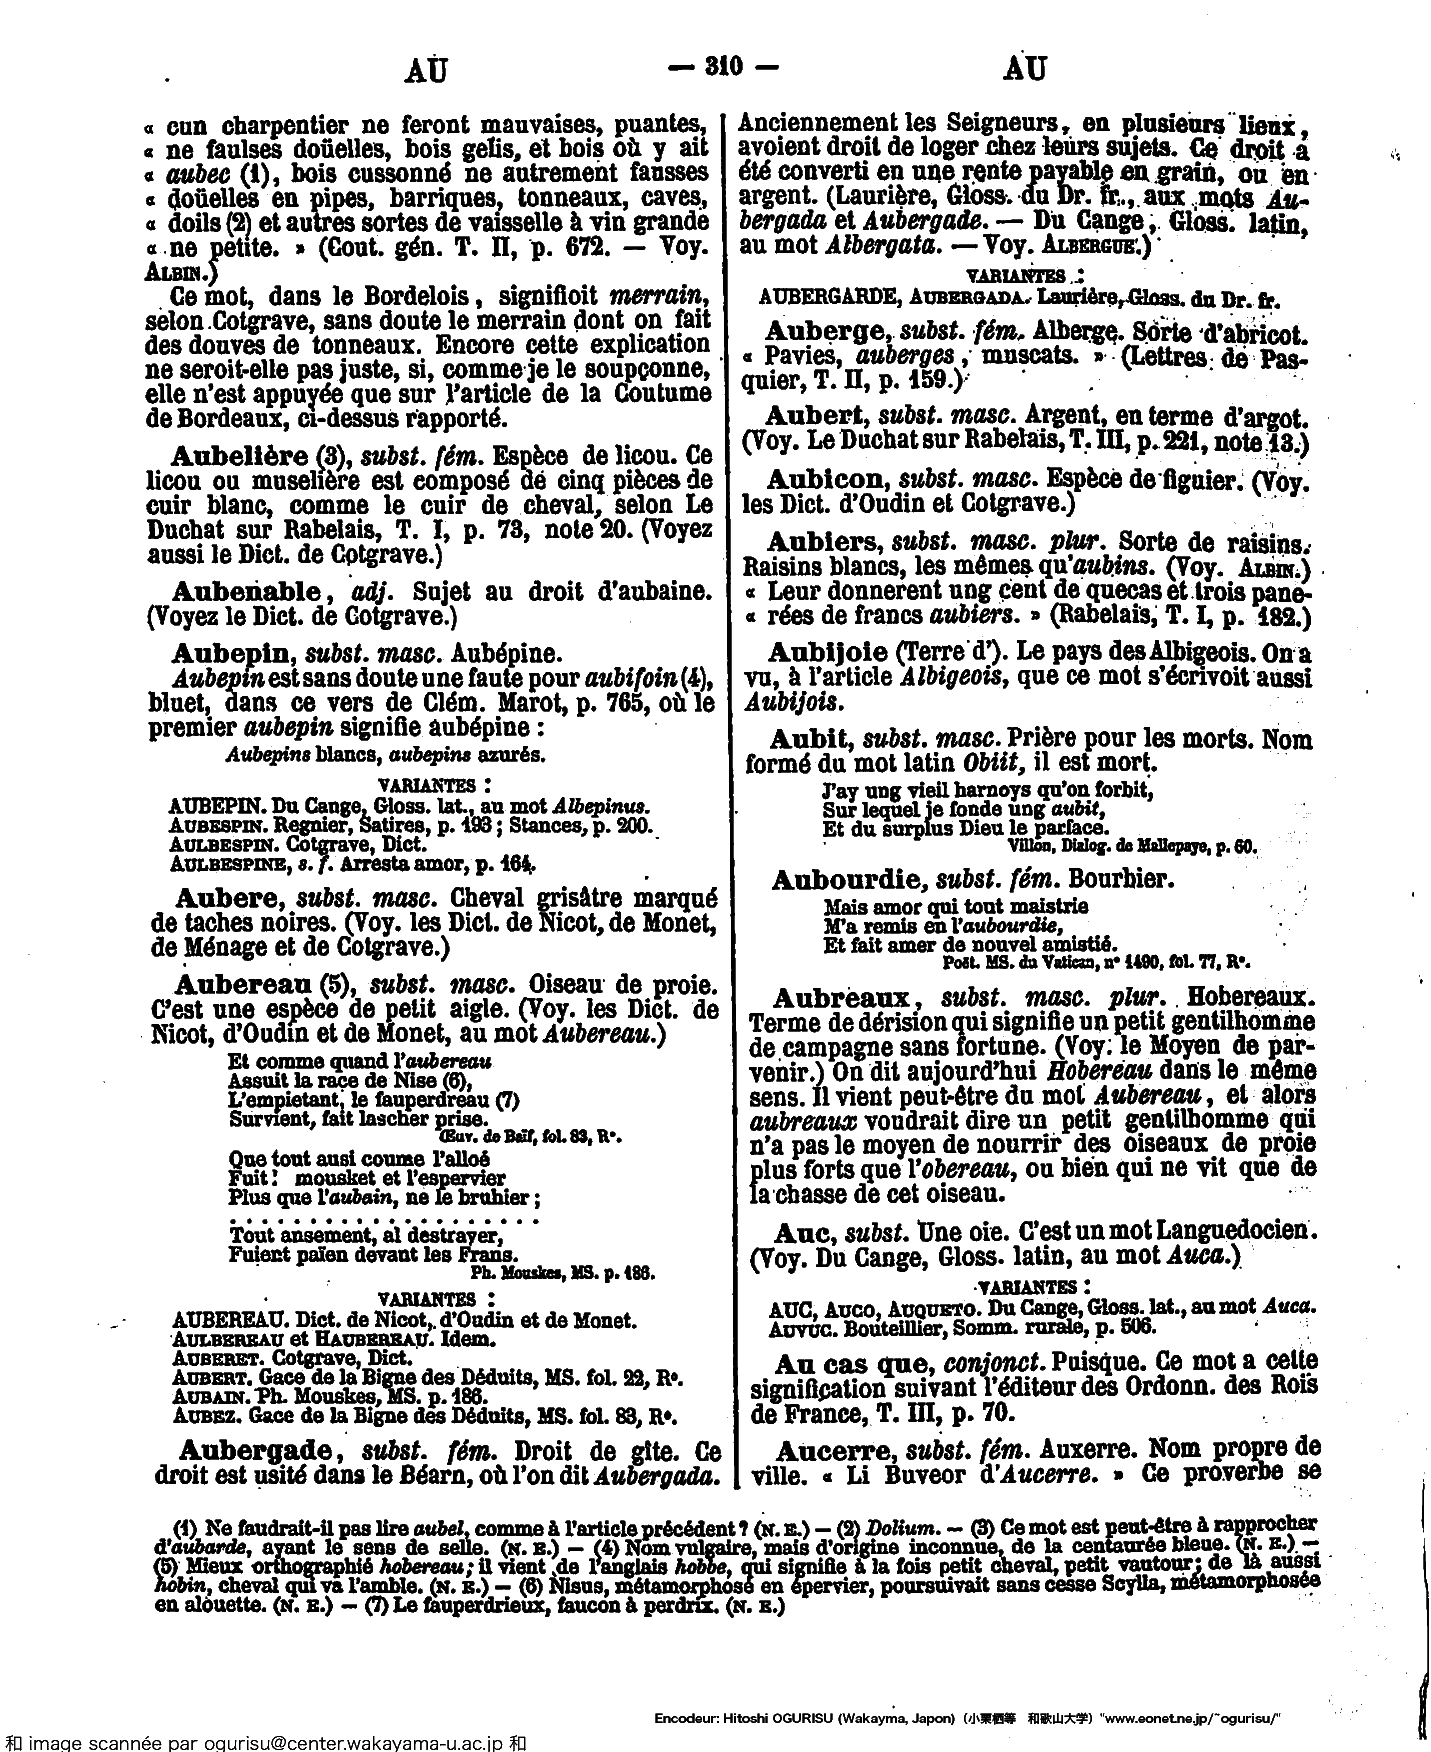 AU — 310 — AU
« cun charpentier ne feront mauvaises, puantes,
« ne faulses doüelles, bois gelis, et bois où y ait
« aubec (1), bois cussonné ne autrement fausses
« doüelles en pipes, barriques, tonneaux, caves,
« doils (2) et autres sortes de vaisselle à vin grande
« ne petite. » (Cout. gén. T. II, p. 672. — Voy.
ALBIN.)
Ce mot, dans le Bordelois, signifioit merrain,
selon Cotgrave, sans doute le merrain dont on fait
des douves de tonneaux. Encore cette explication
ne seroit-elle pas juste, si, comme je le soupçonne,
elle n'est appuyée que sur l'article de la Coutume
de Bordeaux, ci-dessus rapporté.
Aubelière (3), subst. fém. Espèce de licou. Ce
licou ou muselière est composé de cinq pièces de
cuir blanc, comme le cuir de cheval, selon Le
Duchat sur Rabelais, T. I, p. 73, note 20. (Voyez
aussi le Dict. de Cotgrave.)
Aubenable, adj. Sujet au droit d'aubaine.
(Voyez le Dict. de Cotgrave.)
Aubepin, subst. masc. Aubépine.
Aubepin est sans doute une faute pour aubifoin (4),
bluet, dans ce vers de Clém. Marot, p. 765, où le
premier aubepin signifie aubépine :
Aubepins blancs, aubepins azurés.
VARIANTES :
AUBEPIN. Du Cange, Gloss. lat., au mot Albepinus.
AUBESPIN. Regnier, Satires, p. 193 ; Stances, p. 200.
AULBESPIN. Cotgrave, Dict.
AULBESPINE, s. f. Arresta amor, p. 164.
Aubere, subst. masc. Cheval grisâtre marqué
de taches noires. (Voy. les Dict. de Nicot, de Monet,
de Ménage et de Cotgrave.)
Aubereau (5), subst. masc. Oiseau de proie.
C'est une espèce de petit aigle. (Voy. les Dict. de
Nicot, d'Oudin et de Monet, au mot Aubereau.)
Et comme quand l'aubereau
Assuit la race de Nise (6),
L'empietant, le fauperdreau (7)
Survient, fait lascher prise.
Œuv. de Baïf, fol. 83, R°.
Que tout ausi coume l'alloé
Fuit ! mousket et l'espervier
Plus que l'aubain, ne le bruhier ;
. . . . . . . . . . . . . . . . . .
Tout ansement, al destrayer,
Fuient païen devant les Frans.
Ph. Mouskes, MS. p. 186.
VARIANTES :
AUBEREAU. Dict. de Nicot, d'Oudin et de Monet.
AULBEREAU et HAUBEREAU. Idem.
AUBERET. Cotgrave, Dict.
AUBERT. Gace de la Bigne des Déduits, MS. fol. 22, R°.
AUBAIN. Ph. Mouskes, MS. p. 186.
AUBEZ. Gace de la Bigne des Déduits, MS. fol. 83, R°.
Aubergade, subst. fém. Droit de gîte. Ce
droit est usité dans le Béarn, où l'on dit Aubergada.
Anciennement les Seigneurs, en plusieurs lieux,
avoient droit de loger chez leurs sujets. Ce droit a
été converti en une rente payable en grain, ou en
argent. (Laurière, Gloss. du Dr. fr., aux mots Au-
bergada et Aubergade. — Du Cange, Gloss. latin,
au mot Albergata. — Voy. ALBERGUE.)
VARIANTES :
AUBERGARDE, AUBERGADA. Laurière, Gloss. du Dr. fr.
Auberge, subst. fém. Alberge. Sorte d'abricot.
« Pavies, auberges, muscats. » (Lettres de Pas-
quier, T. II, p. 159.)
Aubert, subst. masc. Argent, en terme d'argot.
(Voy. Le Duchat sur Rabelais, T. III, p. 221, note 13.)
Aubicon, subst. masc. Espèce de figuier. (Voy.
les Dict. d'Oudin et Cotgrave.)
Aubiers, subst. masc. plur. Sorte de raisins.
Raisins blancs, les mêmes qu'aubins. (Voy. ALBIN.)
« Leur donnerent ung cent de quecas et trois pane-
« rées de francs aubiers. » (Rabelais, T. I, p. 182.)
Aubijoie (Terre d'). Le pays des Albigeois. On a
vu, à l'article Albigeois, que ce mot s'écrivoit aussi
Aubijois.
Aubit, subst. masc. Prière pour les morts. Nom
formé du mot latin Obiit, il est mort.
J'ay ung vieil harnoys qu'on forbit,
Sur lequel je fonde ung aubit,
Et du surplus Dieu le parface.
Villon, Dialog. de Mallepaye, p. 60.
Aubourdie, subst. fém. Bourbier.
Mais amor qui tout maistrie
M'a remis en l'aubourdie,
Et fait amer de nouvel amistié.
Poët. MS. du Vatican, n° 1490, fol. 77, R°.
Aubreaux, subst. masc. plur. Hobereaux.
Terme de dérision qui signifie un petit gentilhomme
de campagne sans fortune. (Voy. le Moyen de par-
venir.) On dit aujourd'hui Hobereau dans le même
sens. Il vient peut-être du mot Aubereau, et alors
aubreaux voudrait dire un petit gentilhomme qui
n'a pas le moyen de nourrir des oiseaux de proie
plus forts que l'obereau, ou bien qui ne vit que de
la chasse de cet oiseau.
Auc, subst. Une oie. C'est un mot Languedocien.
(Voy. Du Cange, Gloss. latin, au mot Auca.)
VARIANTES :
AUC, AUCO, AUQUETO. Du Cange, Gloss. lat., au mot Auca.
AUVUC. Bouteillier, Somm. rurale, p. 506.
Au cas que, conjonct. Puisque. Ce mot a cette
signification suivant l'éditeur des Ordonn. des Rois
de France, T. III, p. 70.
Aucerre, subst. fém. Auxerre. Nom propre de
ville. « Li Buveor d'Aucerre. » Ce proverbe se
(1) Ne faudrait-il pas lire aubel, comme à l'article précédent ? (N. E.) — (2) Dolium. — (3) Ce mot est peut-être à rapprocher
d'aubarde, ayant le sens de selle. (N. E.) — (4) Nom vulgaire, mais d'origine inconnue, de la centaurée bleue. (N. E.) —
(5) Mieux orthographié hobereau ; il vient de l'anglais hobbe, qui signifie à la fois petit cheval, petit vautour ; de là aussi
hobin, cheval qui va l'amble. (N. E.) — (6) Nisus, métamorphosé en épervier, poursuivait sans cesse Scylla, métamorphosée
en alouette. (N. E.) — (7) Le fauperdrieux, faucon à perdrix. (N. E.)
Encodeur: Hitoshi OGURISU (Wakayma, Japon) (小栗栖等 和歌山大学) "www.eonet.ne.jp/~ogurisu/"
和 image scannée par ogurisu@center.wakayama-u.ac.jp 和